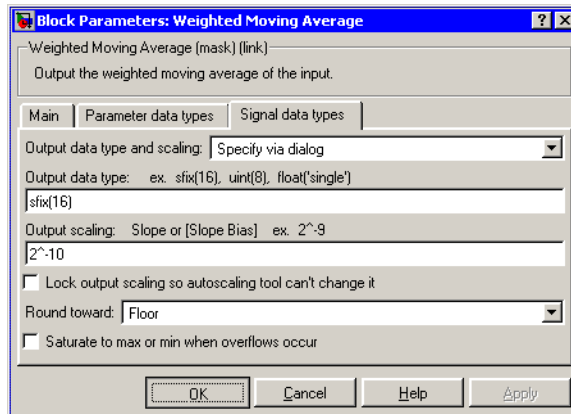 Block Parameters: Weighted Moving Average
Weighted Moving Average (mask) (link)
Output the weighted moving average of the input.
Main Parameter data types Signal data types
Output data type and scaling: Specify via dialog
Output data type: ex. sfix(16), uint(8), float('single')
sfix(16)
Output scaling: Slope or [Slope Bias] ex. 2^-9
2^-10
Lock output scaling so autoscaling tool can't change it
Round toward: Floor
Saturate to max or min when overflows occur
OK Cancel Help Apply